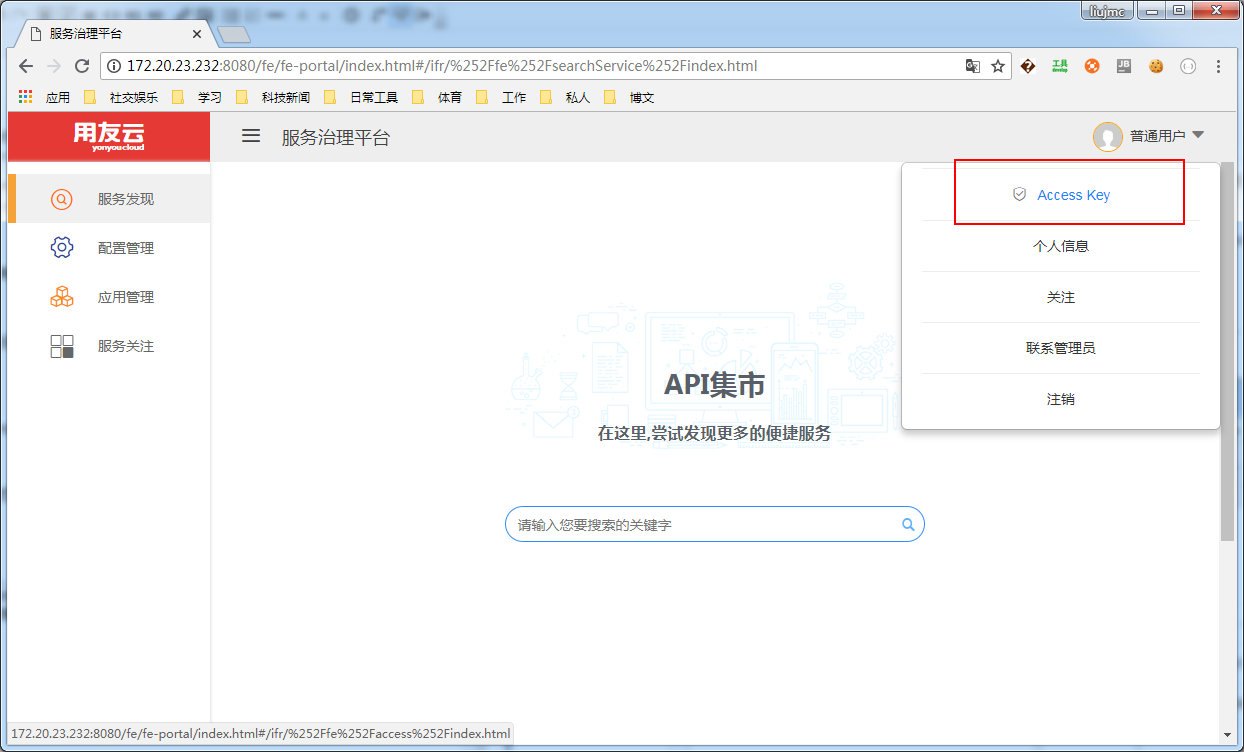 liujmc
服务治理平台
172.20.23.232:8080/fe/fe-portal/index.html#/ifr/%252Ffe%252FsearchService%252Findex.html
应用 社交娱乐 学习 科技新闻 日常工具 体育 工作 私人 博文
用友云
yonyoucloud
服务治理平台
普通用户
服务发现
配置管理
应用管理
服务关注
Access Key
个人信息
关注
联系管理员
注销
API集市
在这里,尝试发现更多的便捷服务
请输入您要搜索的关键字
172.20.23.232:8080/fe/fe-portal/index.html#/ifr/%252Ffe%252Faccess%252Findex.html